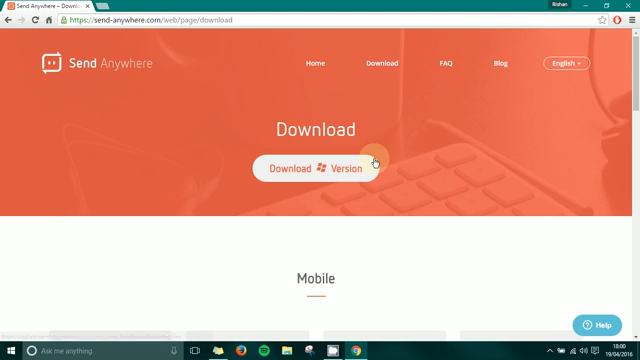 Send Anywhere – Downlo
Rishan
https://send-anywhere.com/web/page/download
Send Anywhere
Home
Download
FAQ
Blog
English
Download
Download Version
Mobile
Help
Ask me anything
18:00
19/04/2016